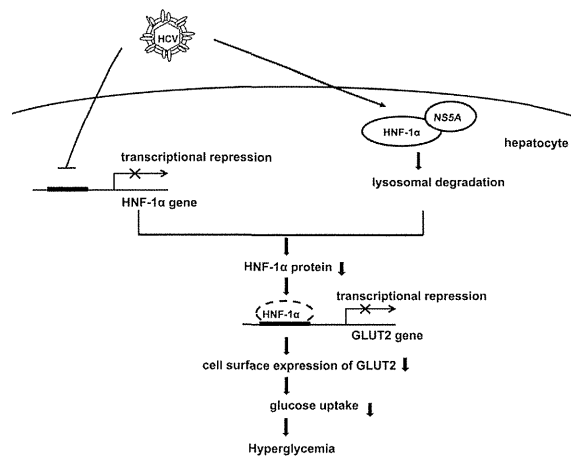 HCV
NS5A
HNF-1α
hepatocyte
transcriptional repression
lysosomal degradation
HNF-1α gene
HNF-1α protein
transcriptional repression
HNF-1α
GLUT2 gene
cell surface expression of GLUT2
glucose uptake
Hyperglycemia